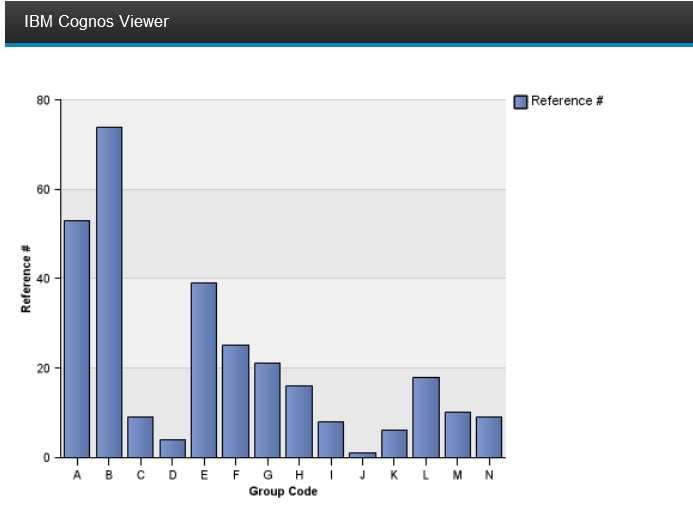 IBM Cognos Viewer
80
Reference #
60
40
20
0
Reference #
A B C D E F G H I J K L M N
Group Code